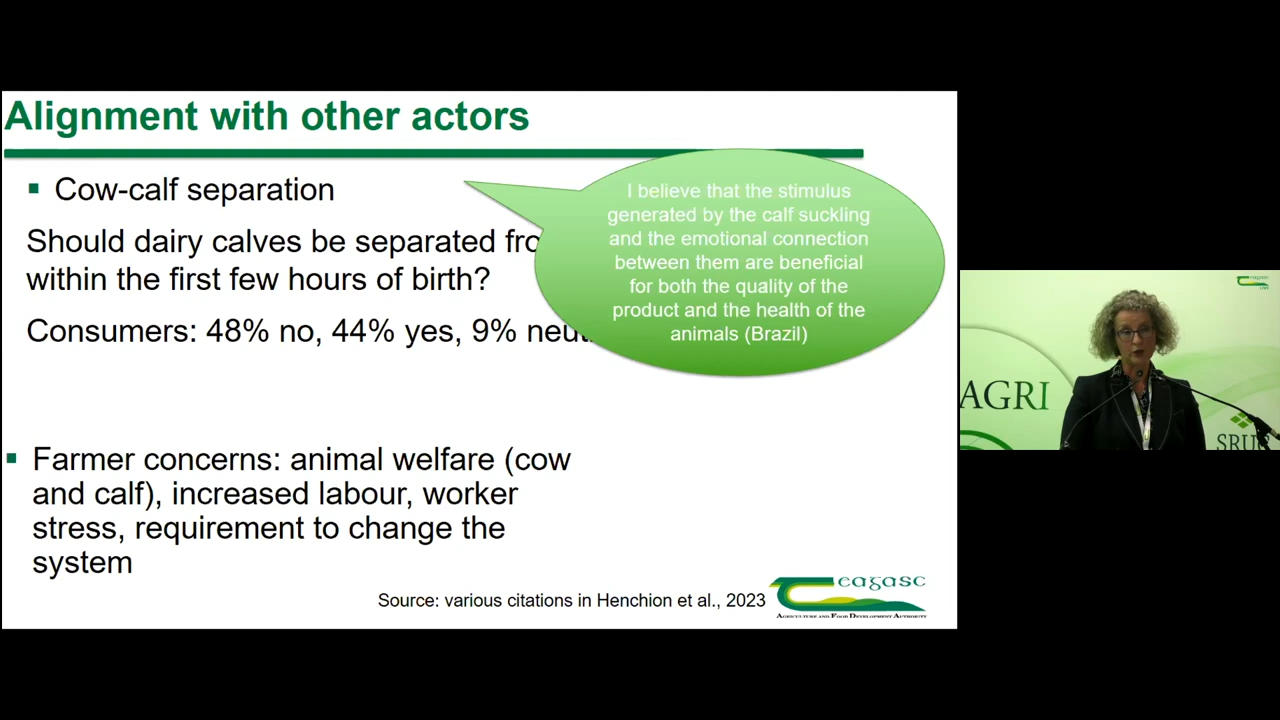 Alignment with other actors
Cow-calf separation
Should dairy calves be separated fro
within the first few hours of birth?
Consumers: 48% no, 44% yes, 9% neut
I believe that the stimulus
generated by the calf suckling
and the emotional connection
between them are beneficial
for both the quality of the
product and the health of the
animals (Brazil)
Farmer concerns: animal welfare (cow
and calf), increased labour, worker
stress, requirement to change the
system
Source: various citations in Henchion et al., 2023
eagasc
AGRICULTURE AND FOOD DEVELOPMENT AUTHORITY
AGRI
SRUC